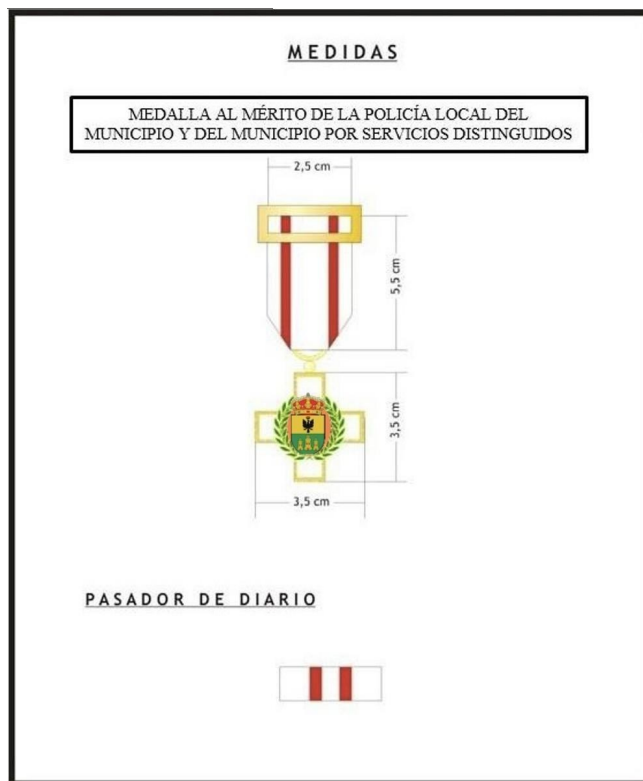 MEDIDAS
MEDALLA AL MÉRITO DE LA POLICÍA LOCAL DEL
MUNICIPIO Y DEL MUNICIPIO POR SERVICIOS DISTINGUIDOS
2,5 cm
5,5 cm
3,5 cm
3,5 cm
PASADOR DE DIARIO